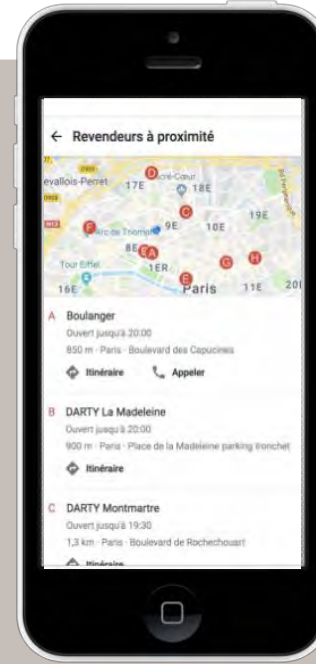 ← Revendeurs à proximité
evallois-Perret
17E
D
Sacré-Cœur
18E
C
19E
F
Arc de Triomphe
9E
10E
8E
A
1ER
G
H
Tour Eiffel
16E
E
Paris
11E
20
A Boulanger
Ouvert jusqu'à 20:00
850 m · Paris · Boulevard des Capucines
Itinéraire Appeler
B DARTY La Madeleine
Ouvert jusqu'à 20:00
900 m · Paris · Place de la Madeleine parking tronchet
Itinéraire
C DARTY Montmartre
Ouvert jusqu'à 19:30
1,3 km · Paris · Boulevard de Rochechouart
Itinéraire